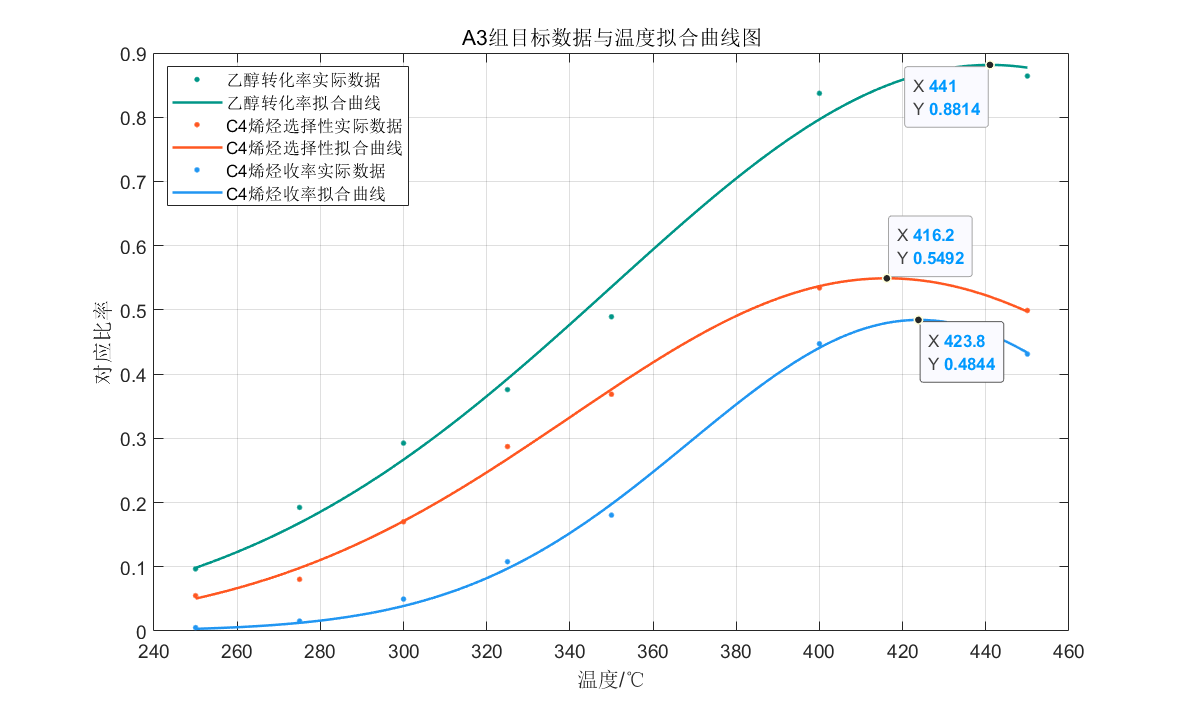 A3组目标数据与温度拟合曲线图
乙醇转化率实际数据
乙醇转化率拟合曲线
C4烯烃选择性实际数据
C4烯烃选择性拟合曲线
C4烯烃收率实际数据
C4烯烃收率拟合曲线
X 441
Y 0.8814
X 416.2
Y 0.5492
X 423.8
Y 0.4844
对应比率
0.9
0.8
0.7
0.6
0.5
0.4
0.3
0.2
0.1
0
240 260 280 300 320 340 360 380 400 420 440 460
温度/℃